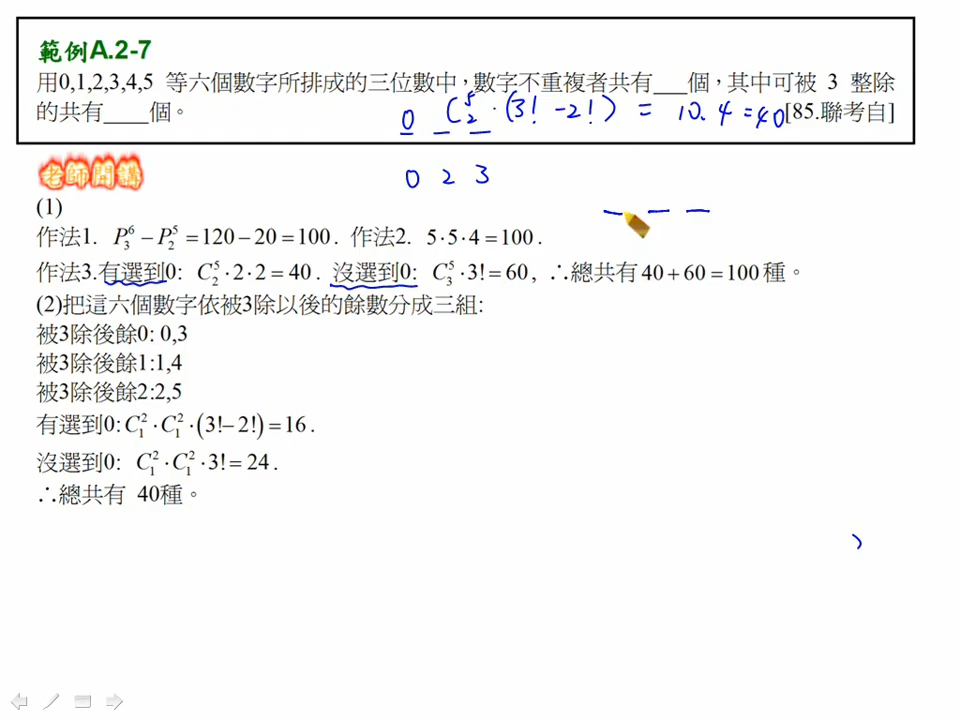 範例A.2-7
用0,1,2,3,4,5 等六個數字所排成的三位數中,數字不重複者共有___個,其中可被 3 整除
的共有____個。 [85.聯考自]
0 _ _ C^5_2 · (3! - 2!) = 10.4 = 40
老師開講
0 2 3
(1)
作法1. P^6_3 − P^5_2 = 120 − 20 = 100. 作法2. 5·5·4 = 100.
作法3.有選到0: C^5_2·2·2 = 40. 沒選到0: C^5_3·3! = 60, ∴總共有 40 + 60 = 100 種。
(2)把這六個數字依被3除以後的餘數分成三組:
被3除後餘0: 0,3
被3除後餘1:1,4
被3除後餘2:2,5
有選到0: C^2_1·C^2_1·(3!−2!) = 16.
沒選到0: C^2_1·C^2_1·3! = 24.
∴總共有 40種。